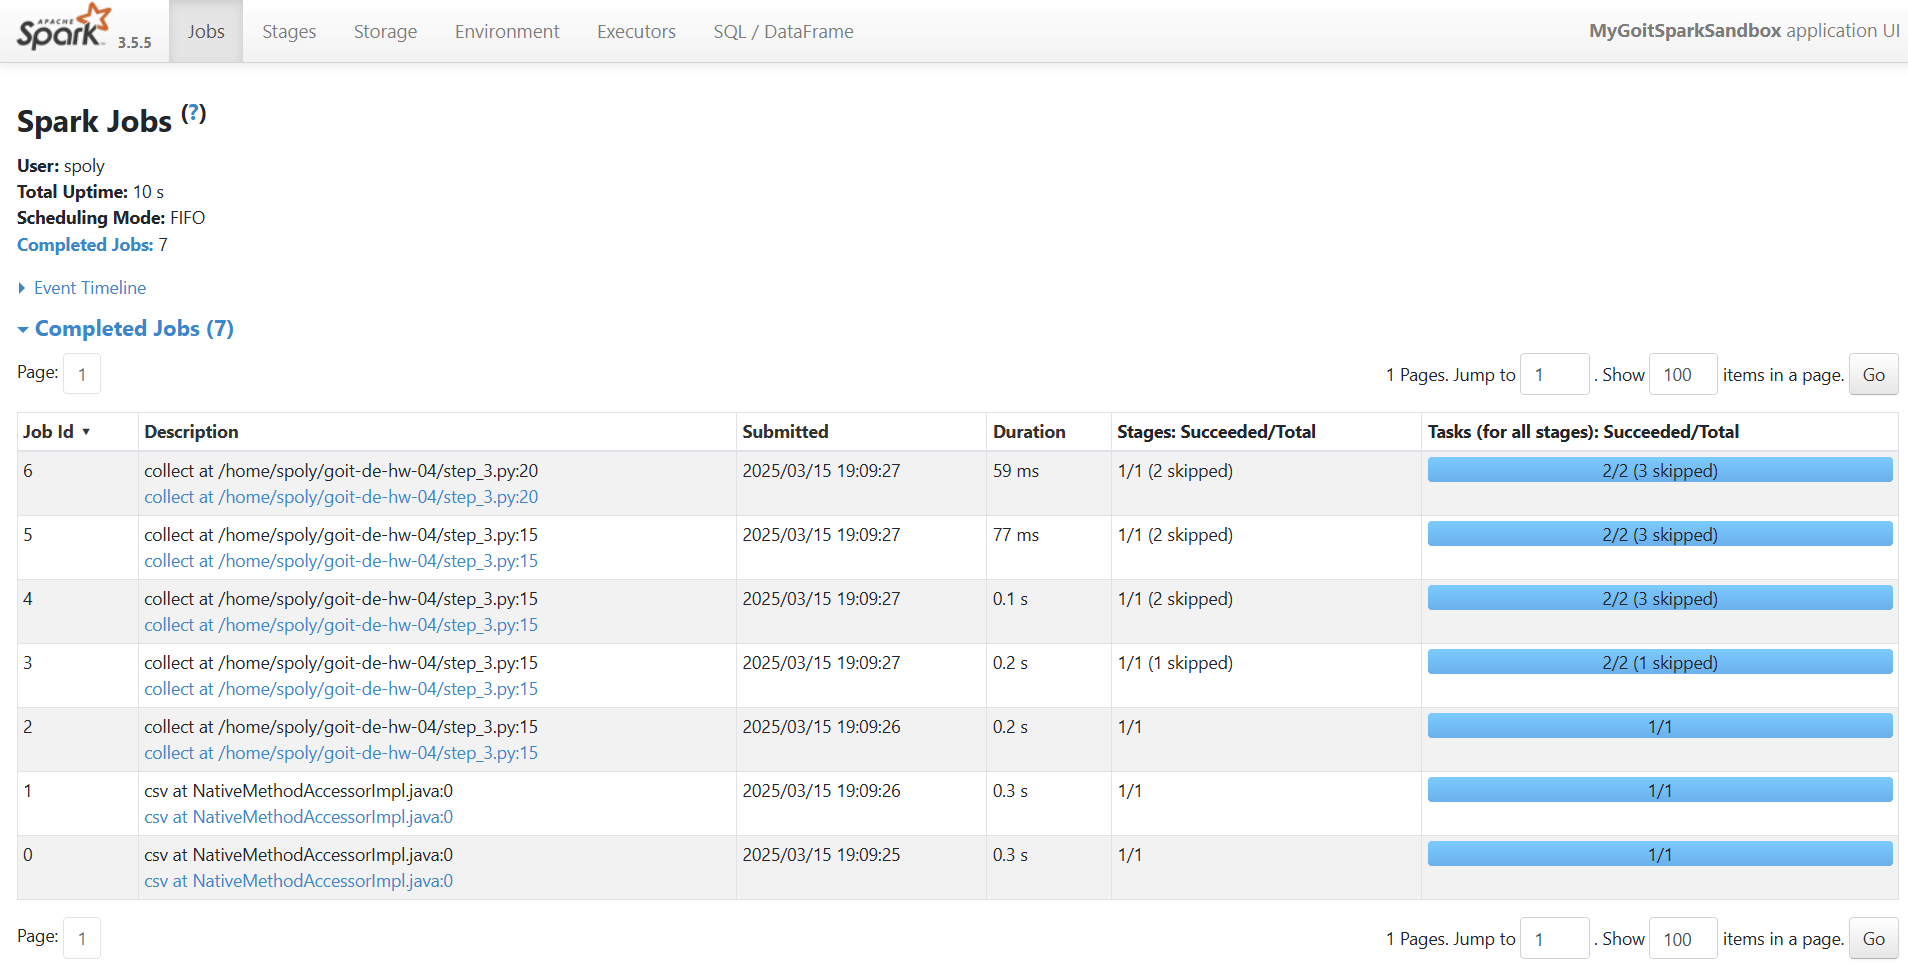 APACHE
Spark 3.5.5 Jobs Stages Storage Environment Executors SQL / DataFrame MyGoitSparkSandbox application UI
Spark Jobs (?)
User: spoly
Total Uptime: 10 s
Scheduling Mode: FIFO
Completed Jobs: 7
Event Timeline
Completed Jobs (7)
Page: 1 1 Pages. Jump to 1 . Show 100 items in a page. Go
Job Id ▾ Description Submitted Duration Stages: Succeeded/Total Tasks (for all stages): Succeeded/Total
6 collect at /home/spoly/goit-de-hw-04/step_3.py:20 2025/03/15 19:09:27 59 ms 1/1 (2 skipped) 2/2 (3 skipped)
collect at /home/spoly/goit-de-hw-04/step_3.py:20
5 collect at /home/spoly/goit-de-hw-04/step_3.py:15 2025/03/15 19:09:27 77 ms 1/1 (2 skipped) 2/2 (3 skipped)
collect at /home/spoly/goit-de-hw-04/step_3.py:15
4 collect at /home/spoly/goit-de-hw-04/step_3.py:15 2025/03/15 19:09:27 0.1 s 1/1 (2 skipped) 2/2 (3 skipped)
collect at /home/spoly/goit-de-hw-04/step_3.py:15
3 collect at /home/spoly/goit-de-hw-04/step_3.py:15 2025/03/15 19:09:27 0.2 s 1/1 (1 skipped) 2/2 (1 skipped)
collect at /home/spoly/goit-de-hw-04/step_3.py:15
2 collect at /home/spoly/goit-de-hw-04/step_3.py:15 2025/03/15 19:09:26 0.2 s 1/1 1/1
collect at /home/spoly/goit-de-hw-04/step_3.py:15
1 csv at NativeMethodAccessorImpl.java:0 2025/03/15 19:09:26 0.3 s 1/1 1/1
csv at NativeMethodAccessorImpl.java:0
0 csv at NativeMethodAccessorImpl.java:0 2025/03/15 19:09:25 0.3 s 1/1 1/1
csv at NativeMethodAccessorImpl.java:0
Page: 1 1 Pages. Jump to 1 . Show 100 items in a page. Go